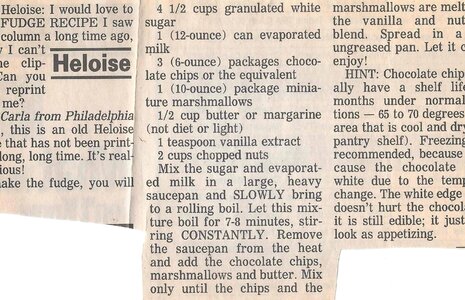 Heloise: I would love to
FUDGE RECIPE I saw
column a long time ago,
I can't
e clip-
Can you
reprint
me?
Heloise
Carla from Philadelphia
, this is an old Heloise
e that has not been print-
long, long time. It's real-
ious!
ake the fudge, you will
4 1/2 cups granulated white
sugar
1 (12-ounce) can evaporated
milk
3 (6-ounce) packages choco-
late chips or the equivalent
1 (10-ounce) package minia-
ture marshmallows
1/2 cup butter or margarine
(not diet or light)
1 teaspoon vanilla extract
2 cups chopped nuts
Mix the sugar and evaporat-
ed milk in a large, heavy
saucepan and SLOWLY bring
to a rolling boil. Let this mix-
ture boil for 7-8 minutes, stir-
ring CONSTANTLY. Remove
the saucepan from the heat
and add the chocolate chips,
marshmallows and butter. Mix
only until the chips and the
marshmallows are melt
the vanilla and nut
blend. Spread in a
ungreased pan. Let it c
enjoy!
HINT: Chocolate chip
ally have a shelf life
months under normal
tions — 65 to 70 degrees
area that is cool and dry
pantry shelf). Freezing
recommended, because
cause the chocolate
white due to the temp
change. The white edge
doesn't hurt the chocola
it is still edible; it just
look as appetizing.